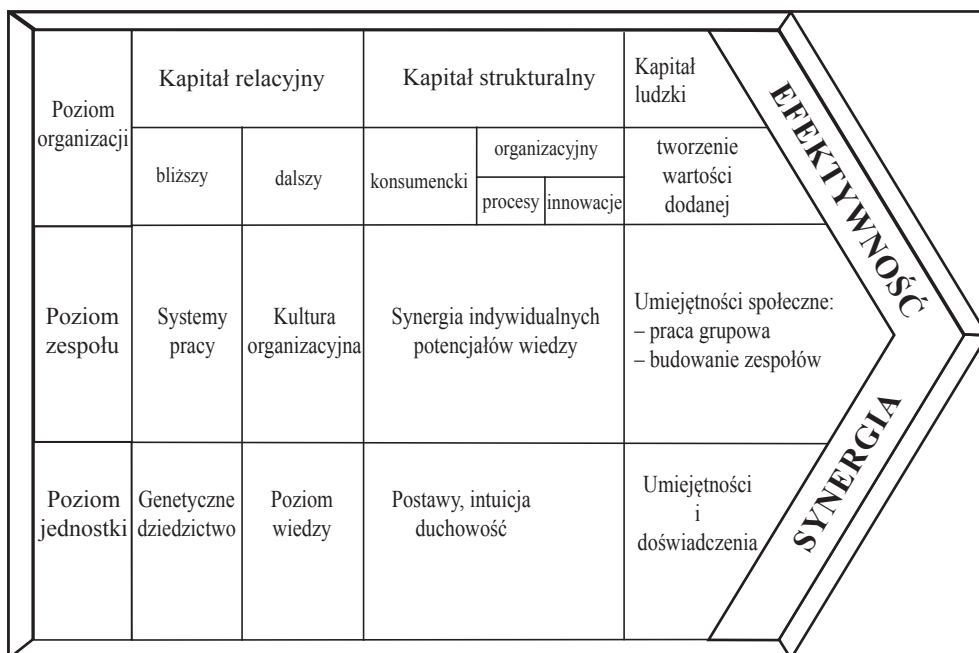 Poziom
organizacji
Kapitał relacyjny
Kapitał strukturalny
Kapitał
ludzki
bliższy
dalszy
konsumencki
organizacyjny
procesy
innowacje
tworzenie
wartości
dodanej
Poziom
zespołu
Systemy
pracy
Kultura
organizacyjna
Synergia indywidualnych
potencjałów wiedzy
Umiejętności społeczne:
– praca grupowa
– budowanie zespołów
Poziom
jednostki
Genetyczne
dziedzictwo
Poziom
wiedzy
Postawy, intuicja
duchowość
Umiejętności
i
doświadczenia
EFEKTYWNOŚĆ
SYNERGIA